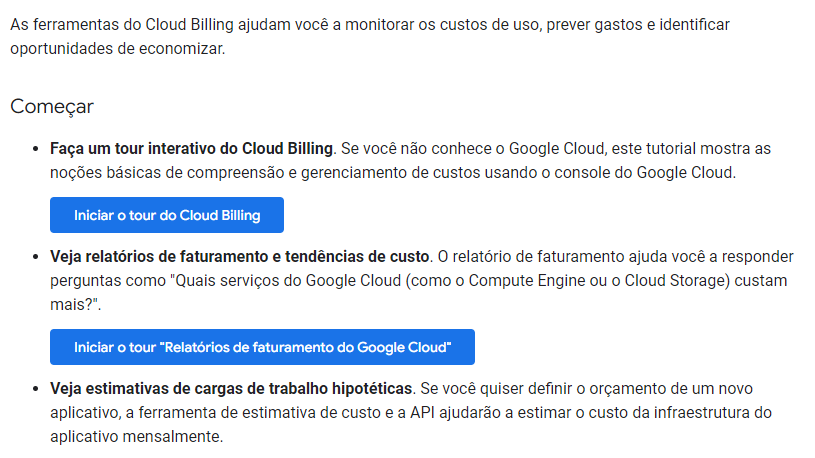 As ferramentas do Cloud Billing ajudam você a monitorar os custos de uso, prever gastos e identificar
oportunidades de economizar.
Começar
• Faça um tour interativo do Cloud Billing. Se você não conhece o Google Cloud, este tutorial mostra as
noções básicas de compreensão e gerenciamento de custos usando o console do Google Cloud.
Iniciar o tour do Cloud Billing
• Veja relatórios de faturamento e tendências de custo. O relatório de faturamento ajuda você a responder
perguntas como "Quais serviços do Google Cloud (como o Compute Engine ou o Cloud Storage) custam
mais?".
Iniciar o tour "Relatórios de faturamento do Google Cloud"
• Veja estimativas de cargas de trabalho hipotéticas. Se você quiser definir o orçamento de um novo
aplicativo, a ferramenta de estimativa de custo e a API ajudarão a estimar o custo da infraestrutura do
aplicativo mensalmente.